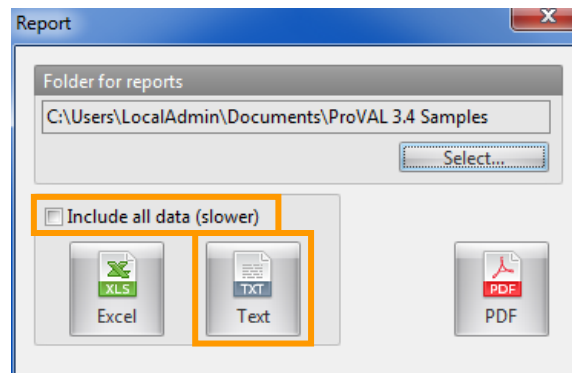 Report
Folder for reports
C:\Users\LocalAdmin\Documents\ProVAL 3.4 Samples
Select...
Include all data (slower)
XLS
Excel
TXT
Text
PDF
PDF